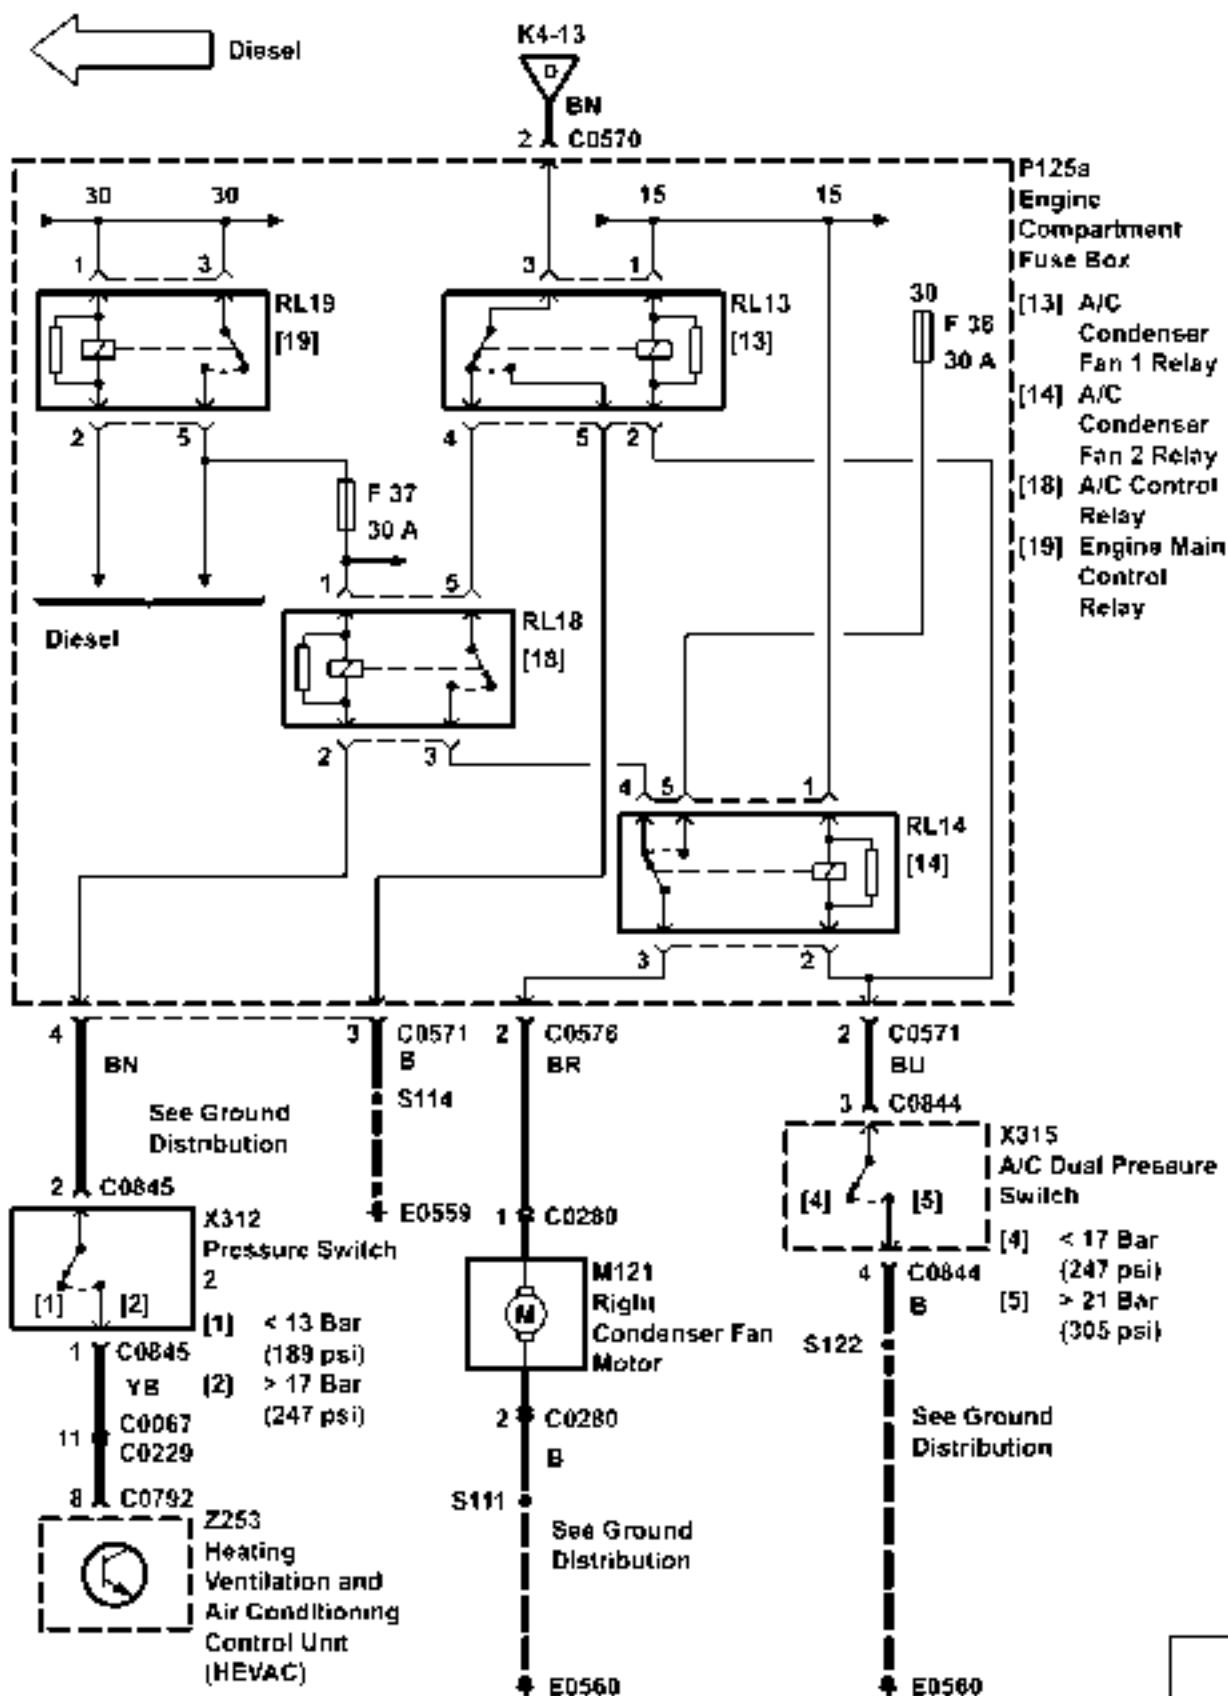 K4-13
Diesel
D
BN
2 C0570
P125a
Engine
Compartment
Fuse Box
30 30 15 15
1 3 3 1
RL19
[19]
RL13
[13]
30
F 36
30 A
[13] A/C
Condenser
Fan 1 Relay
[14] A/C
Condenser
Fan 2 Relay
[18] A/C Control
Relay
[19] Engine Main
Control
Relay
2 5 4 5 2
F 37
30 A
1 5
RL18
[18]
Diesel
2 3
4 5 1
RL14
[14]
3 2
4 3 C0571 2 C0576 2 C0571
BN B BR BU
S114
See Ground
Distribution
3 C0844
X315
A/C Dual Pressure
Switch
[4] [5]
[4] < 17 Bar
(247 psi)
[5] > 21 Bar
(305 psi)
2 C0845
E0559
1 C0280
X312
Pressure Switch
2
[1] [2]
[1] < 13 Bar
(189 psi)
[2] > 17 Bar
(247 psi)
M
M121
Right
Condenser Fan
Motor
4 C0844
B
S122
1 C0845
YB
11 C0067
C0229
2 C0280
B
See Ground
Distribution
8 C0792
S111
See Ground
Distribution
Z253
Heating
Ventilation and
Air Conditioning
Control Unit
(HEVAC)
E0560
E0560